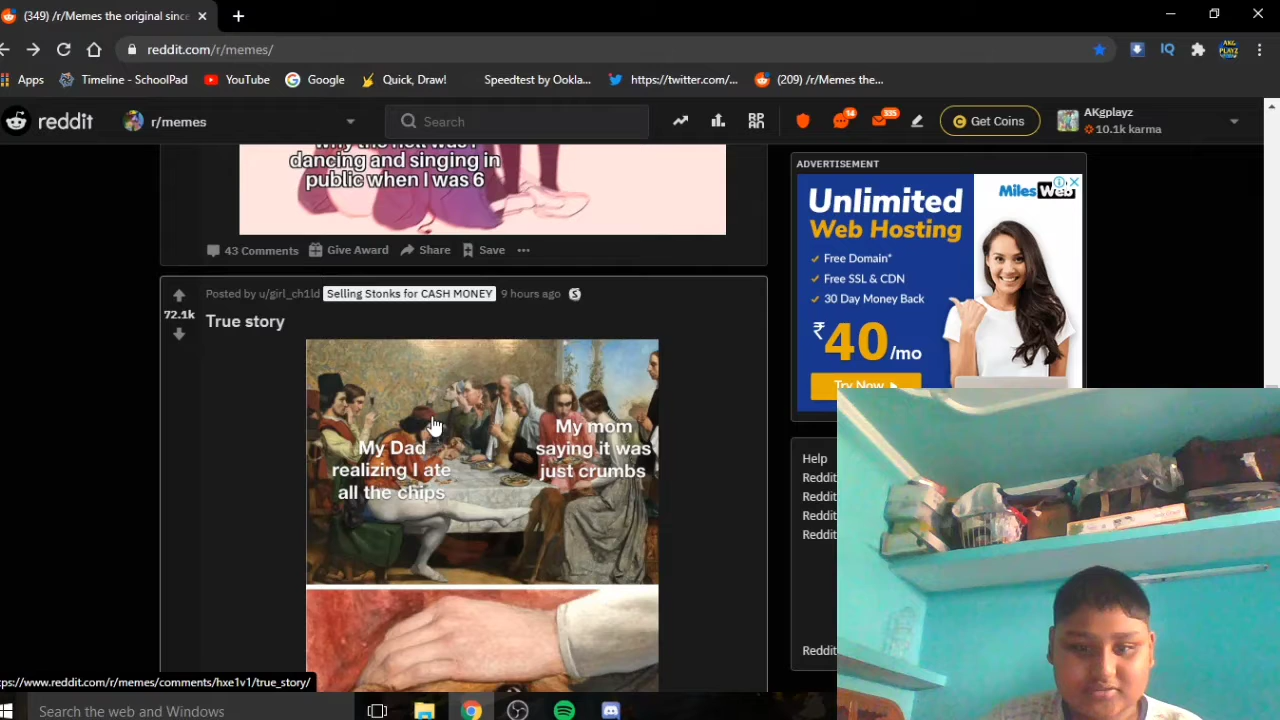 (349) /r/Memes the original since
reddit.com/r/memes/
Apps
Timeline - SchoolPad
YouTube
Google
Quick, Draw!
Speedtest by Ookla...
https://twitter.com/...
(209) /r/Memes the...
reddit
r/memes
Search
14
335
Get Coins
AKgplayz
10.1k karma
dancing and singing in
public when I was 6
43 Comments
Give Award
Share
Save
72.1k
Posted by u/girl_ch1ld
Selling Stonks for CASH MONEY
9 hours ago
True story
My Dad
realizing I ate
all the chips
My mom
saying it was
just crumbs
ADVERTISEMENT
MilesWeb
Unlimited
Web Hosting
Free Domain*
Free SSL & CDN
30 Day Money Back
₹40/mo
Try Now
Help
Reddit
Reddit
Reddit
Reddit
Reddit
ps://www.reddit.com/r/memes/comments/hxe1v1/true_story/
Search the web and Windows